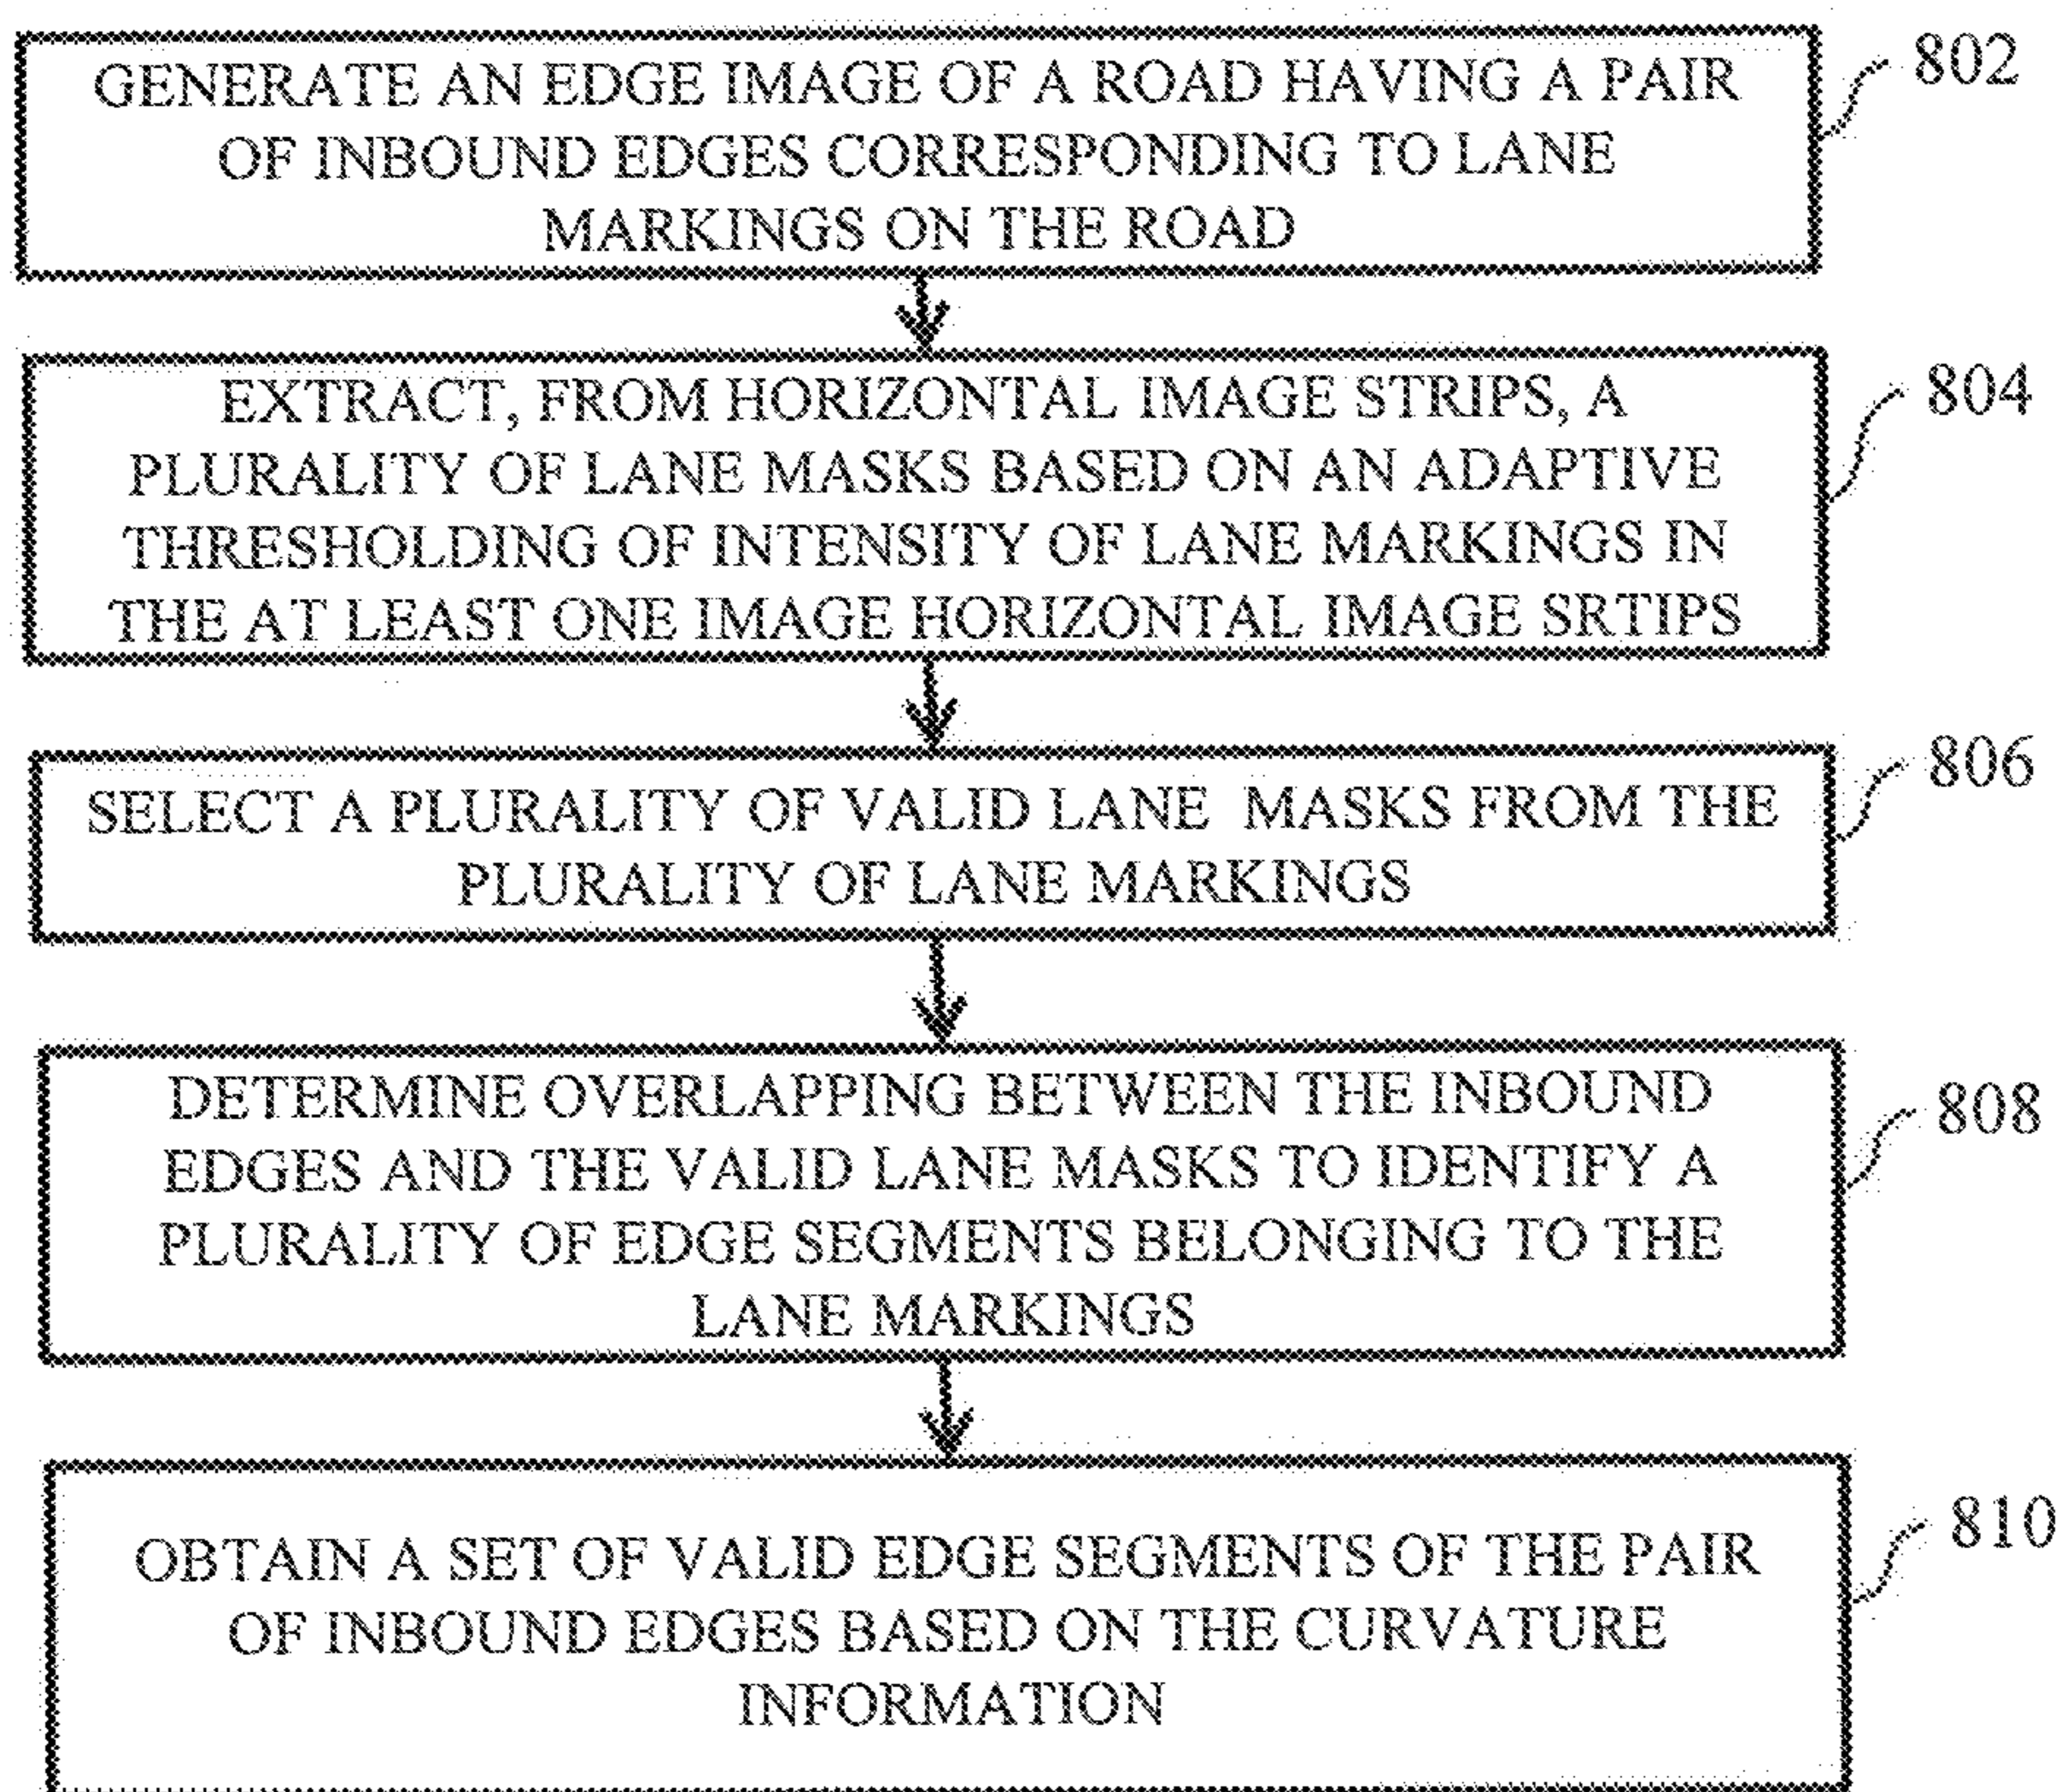 GENERATE AN EDGE IMAGE OF A ROAD HAVING A PAIR
OF INBOUND EDGES CORRESPONDING TO LANE
MARKINGS ON THE ROAD
802
EXTRACT, FROM HORIZONTAL IMAGE STRIPS, A
PLURALITY OF LANE MASKS BASED ON AN ADAPTIVE
THRESHOLDING OF INTENSITY OF LANE MARKINGS IN
THE AT LEAST ONE IMAGE HORIZONTAL IMAGE SRTIPS
804
SELECT A PLURALITY OF VALID LANE MASKS FROM THE
PLURALITY OF LANE MARKINGS
806
DETERMINE OVERLAPPING BETWEEN THE INBOUND
EDGES AND THE VALID LANE MASKS TO IDENTIFY A
PLURALITY OF EDGE SEGMENTS BELONGING TO THE
LANE MARKINGS
808
OBTAIN A SET OF VALID EDGE SEGMENTS OF THE PAIR
OF INBOUND EDGES BASED ON THE CURVATURE
INFORMATION
810